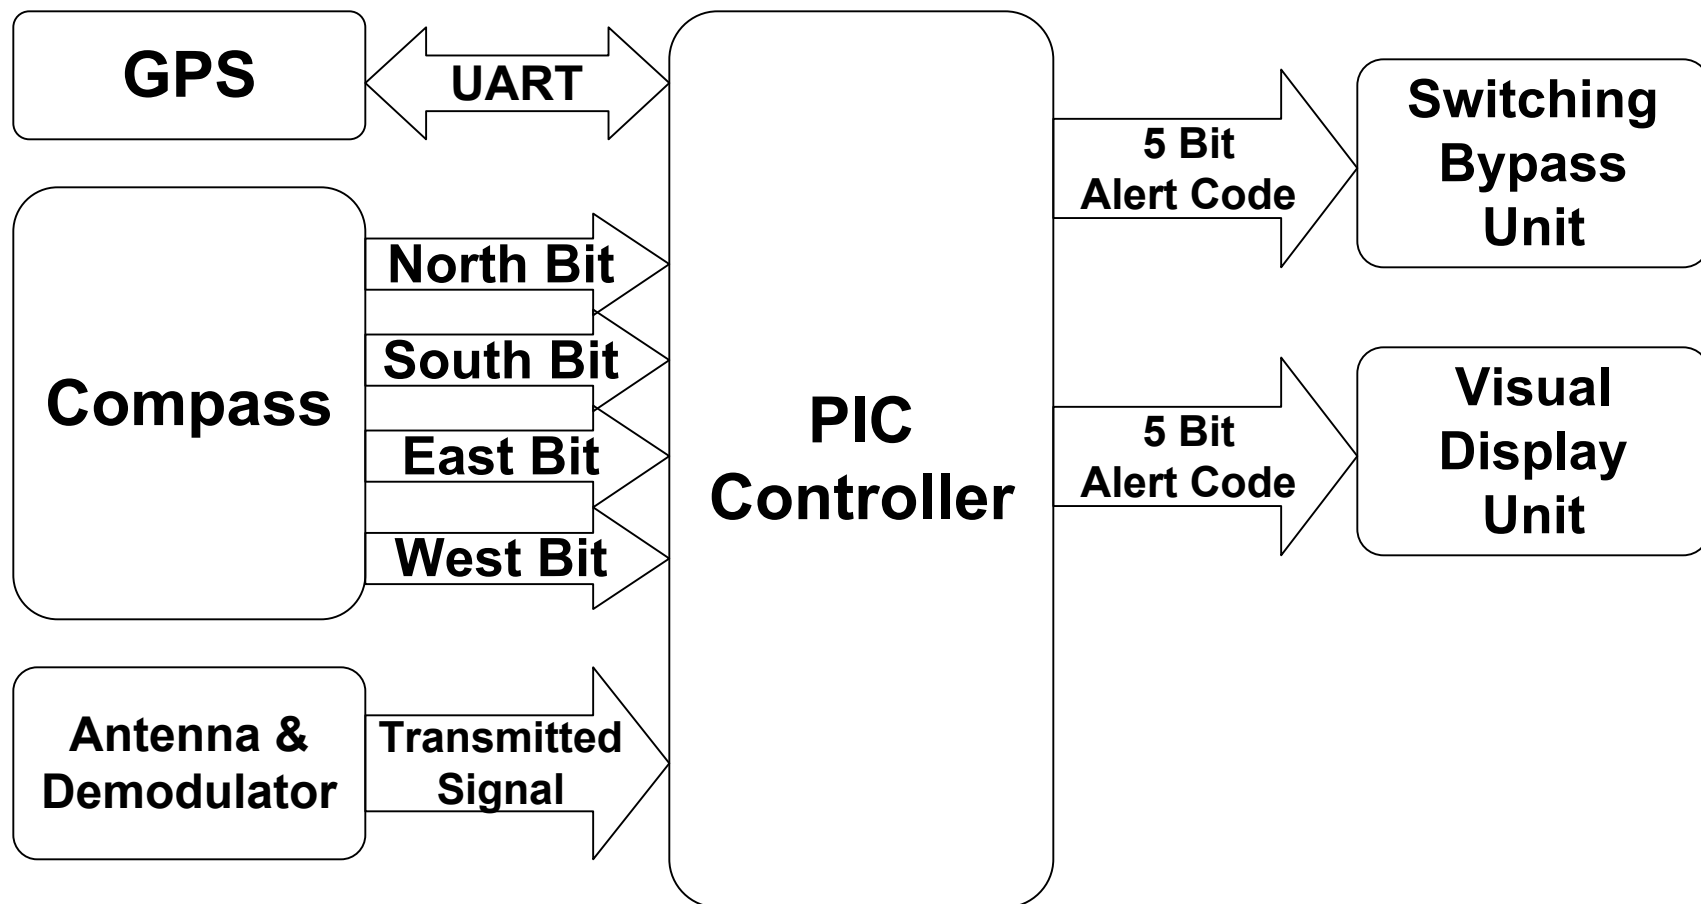 GPS
UART
Compass
North Bit
South Bit
East Bit
West Bit
Antenna &
Demodulator
Transmitted
Signal
PIC
Controller
5 Bit
Alert Code
Switching
Bypass
Unit
5 Bit
Alert Code
Visual
Display
Unit